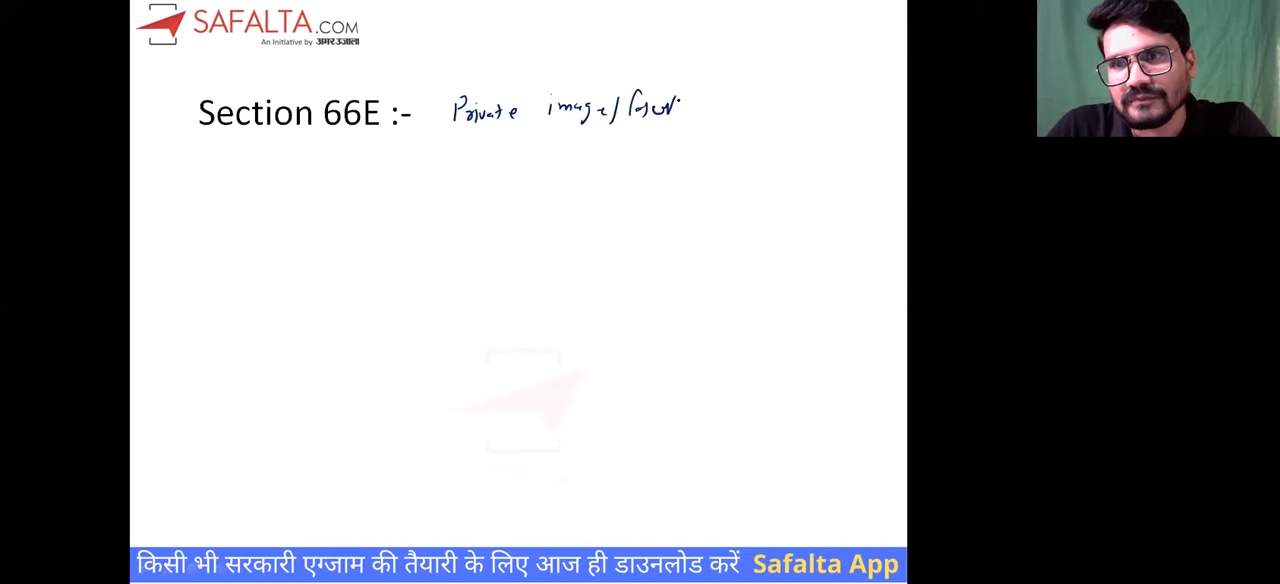 SAFALTA.COM
An Initiative by अमर उजाला
Section 66E :- Private image/
किसी भी सरकारी एग्जाम की तैयारी के लिए आज ही डाउनलोड करें Safalta App